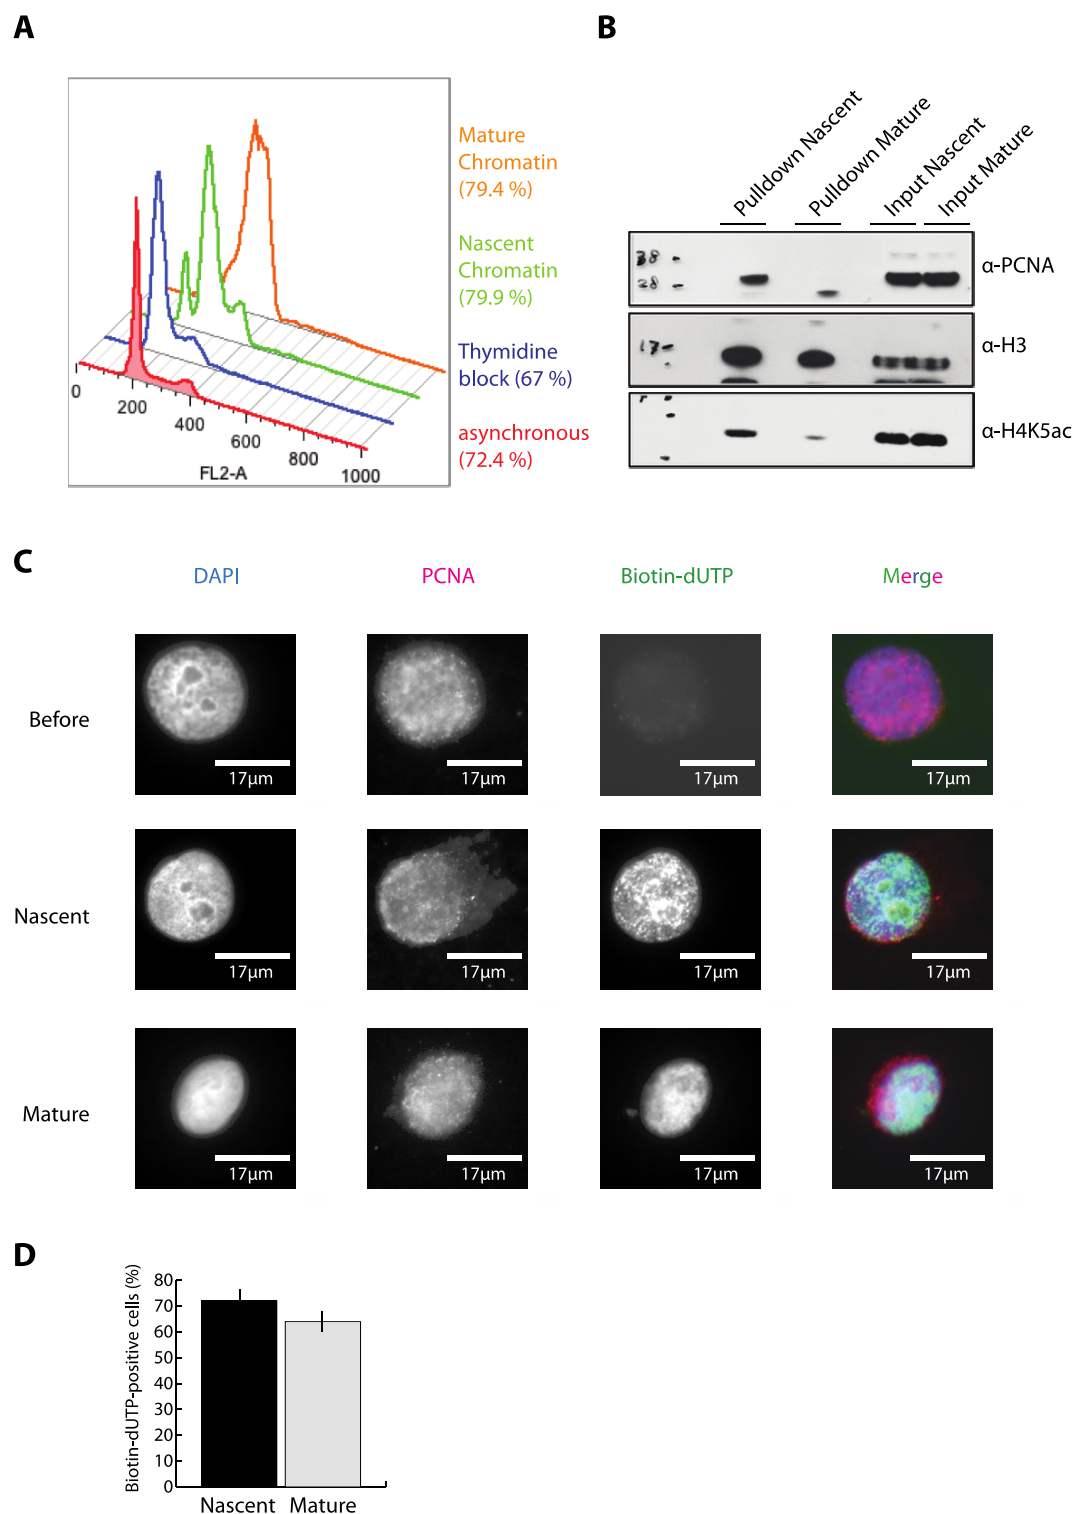 A
B
Mature
Chromatin
(79.4 %)
Nascent
Chromatin
(79.9 %)
Thymidine
block (67 %)
asynchronous
(72.4 %)
0
200
400
600
800
1000
FL2-A
Pulldown Nascent
Pulldown Mature
Input Nascent
Input Mature
38
28
α-PCNA
17
α-H3
α-H4K5ac
C
DAPI
PCNA
Biotin-dUTP
Merge
Before
17µm
17µm
17µm
17µm
Nascent
17µm
17µm
17µm
17µm
Mature
17µm
17µm
17µm
17µm
D
Biotin-dUTP-positive cells (%)
80
70
60
50
40
30
20
10
0
Nascent
Mature